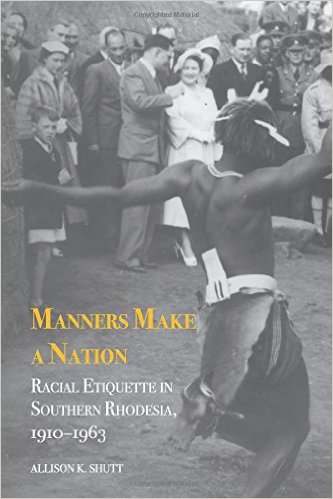 MANNERS MAKE
A NATION
RACIAL ETIQUETTE IN
SOUTHERN RHODESIA,
1910–1963
ALLISON K. SHUTT